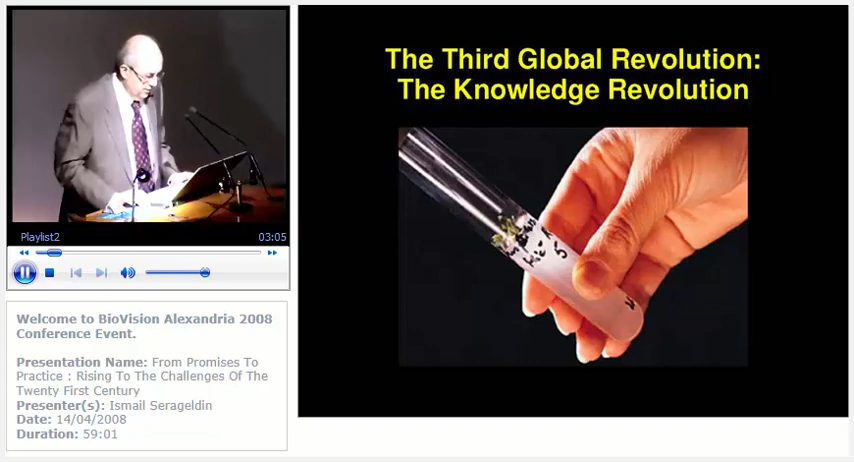 The Third Global Revolution:
The Knowledge Revolution
5
Playlist2
03:05
Welcome to BioVision Alexandria 2008
Conference Event.
Presentation Name: From Promises To
Practice : Rising To The Challenges Of The
Twenty First Century
Presenter(s): Ismail Serageldin
Date: 14/04/2008
Duration: 59:01